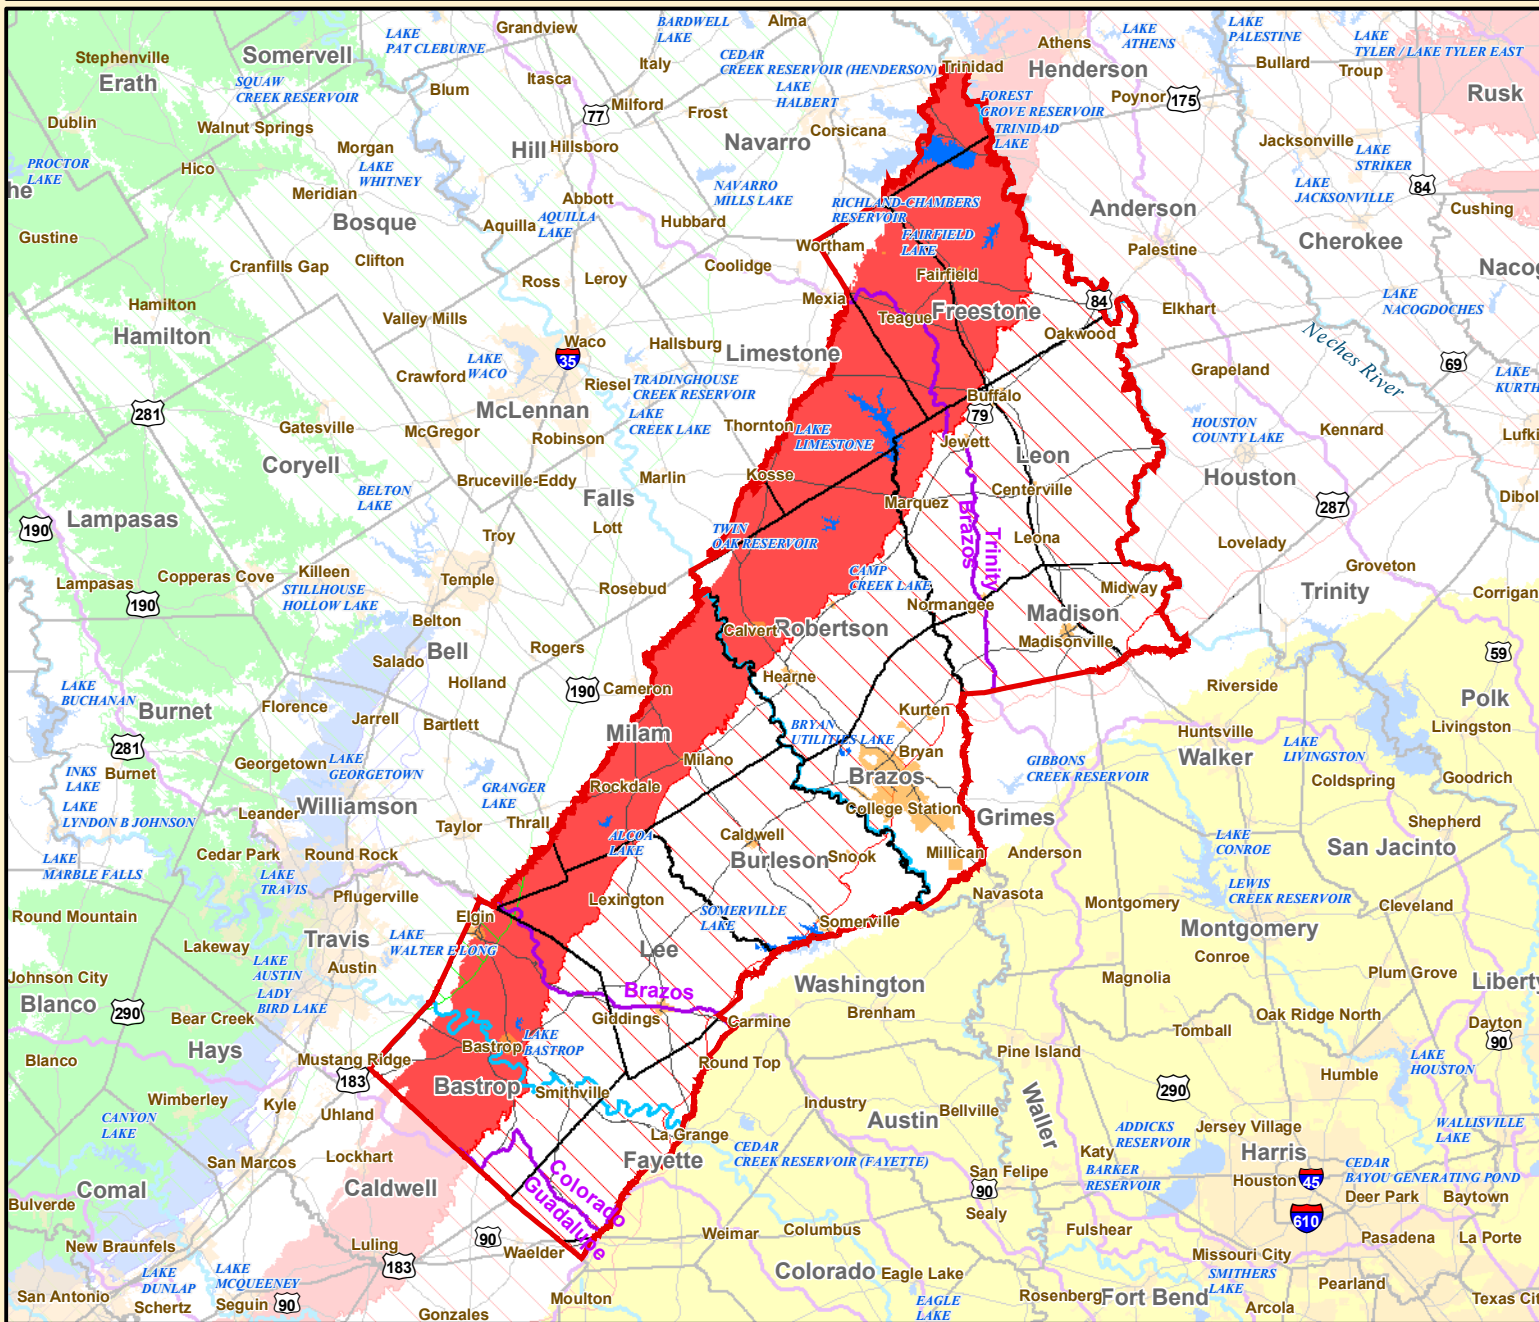 Grandview
BARDWELL
LAKE
Alma
LAKE
PAT CLEBURNE
Stephenville
Somervell
Erath
SQUAW
CREEK RESERVOIR
Itasca
Italy
Blum
CEDAR
CREEK RESERVOIR (HENDERSON)
LAKE
HALBERT
Trinidad
Athens
LAKE
ATHENS
Henderson
LAKE
PALESTINE
LAKE
TYLER / LAKE TYLER EAST
Bullard
Troup
Rusk
Poynor
175
FOREST
GROVE RESERVOIR
TRINIDAD
LAKE
77
Milford
Frost
Dublin
Walnut Springs
Morgan
Hill
Hillsboro
Navarro
Corsicana
Jacksonville
LAKE
STRIKER
PROCTOR
LAKE
Hico
LAKE
WHITNEY
Meridian
Abbott
NAVARRO
MILLS LAKE
RICHLAND-CHAMBERS
RESERVOIR
LAKE
JACKSONVILLE
84
he
Bosque
Aquilla
AQUILLA
LAKE
Hubbard
Anderson
Cushing
Gustine
Wortham
FAIRFIELD
LAKE
Palestine
Cherokee
Cranfills Gap
Clifton
Ross
Leroy
Coolidge
Fairfield
Nacog
Hamilton
Hamilton
Valley Mills
Mexia
Teague
Freestone
84
Oakwood
Elkhart
LAKE
NACOGDOCHES
Neches River
Waco
35
Hallsburg
Limestone
LAKE
WACO
Crawford
Riesel
TRADINGHOUSE
CREEK RESERVOIR
Buffalo
79
Grapeland
69
LAKE
KURTH
281
Gatesville
McLennan
McGregor
Robinson
LAKE
CREEK LAKE
Thornton
LAKE
LIMESTONE
Jewett
Leon
HOUSTON
COUNTY LAKE
Kennard
Lufki
Coryell
Bruceville-Eddy
Marlin
Kosse
Centerville
Houston
Falls
BELTON
LAKE
Marquez
287
Dibol
Lampasas
190
Troy
Lott
TWIN
OAK RESERVOIR
Brazos
Trinity
Leona
Lovelady
Groveton
Lampasas
Copperas Cove
Killeen
STILLHOUSE
HOLLOW LAKE
Temple
Rosebud
CAMP
CREEK LAKE
Normangee
Midway
Trinity
Corrigan
190
Belton
Calvert
Robertson
Madison
Madisonville
Bell
Rogers
Salado
59
LAKE
BUCHANAN
Holland
190
Cameron
Hearne
Riverside
Polk
Burnet
Florence
Jarrell
Bartlett
Kurten
Livingston
281
Milam
BRYAN
UTILITIES LAKE
Bryan
Huntsville
Walker
LAKE
LIVINGSTON
INKS
LAKE
Burnet
Georgetown
LAKE
GEORGETOWN
Milano
Brazos
GIBBONS
CREEK RESERVOIR
Coldspring
Goodrich
LAKE
LYNDON B JOHNSON
Leander
Williamson
GRANGER
LAKE
Rockdale
College Station
Grimes
Shepherd
Taylor
Thrall
ALCOA
LAKE
Caldwell
Burleson
Snook
Millican
Anderson
LAKE
CONROE
San Jacinto
LAKE
MARBLE FALLS
Cedar Park
Round Rock
LAKE
TRAVIS
Pflugerville
Lexington
Navasota
LEWIS
CREEK RESERVOIR
Round Mountain
Elgin
SOMERVILLE
LAKE
Somerville
Montgomery
Cleveland
Lakeway
Travis
LAKE
WALTER E LONG
Lee
Montgomery
Conroe
Johnson City
LAKE
AUSTIN
Austin
Washington
Magnolia
Plum Grove
Liberty
Blanco
290
LADY
BIRD LAKE
Brazos
Giddings
Brenham
Bear Creek
Carmine
Tomball
Oak Ridge North
Dayton
90
Blanco
Hays
Mustang Ridge
183
Bastrop
LAKE
BASTROP
Round Top
Pine Island
LAKE
HOUSTON
Humble
Bastrop
Smithville
290
Wimberley
Kyle
Uhland
Industry
Austin
Bellville
Waller
CANYON
LAKE
La Grange
CEDAR
CREEK RESERVOIR (FAYETTE)
ADDICKS
RESERVOIR
Jersey Village
WALLISVILLE
LAKE
San Marcos
Lockhart
Fayette
Katy
BARKER
RESERVOIR
Harris
Comal
Caldwell
Colorado
Guadalupe
San Felipe
90
Houston
45
CEDAR
BAYOU GENERATING POND
Deer Park
Baytown
Bulverde
Sealy
610
New Braunfels
Luling
90
Waelder
Weimar
Columbus
Fulshear
Missouri City
Pasadena
La Porte
LAKE
DUNLAP
LAKE
MCQUEENEY
183
Colorado
Eagle Lake
SMITHERS
LAKE
Pearland
San Antonio
Schertz
Seguin
90
Gonzales
Moulton
EAGLE
LAKE
Rosenberg
Fort Bend
Arcola
Texas Cit